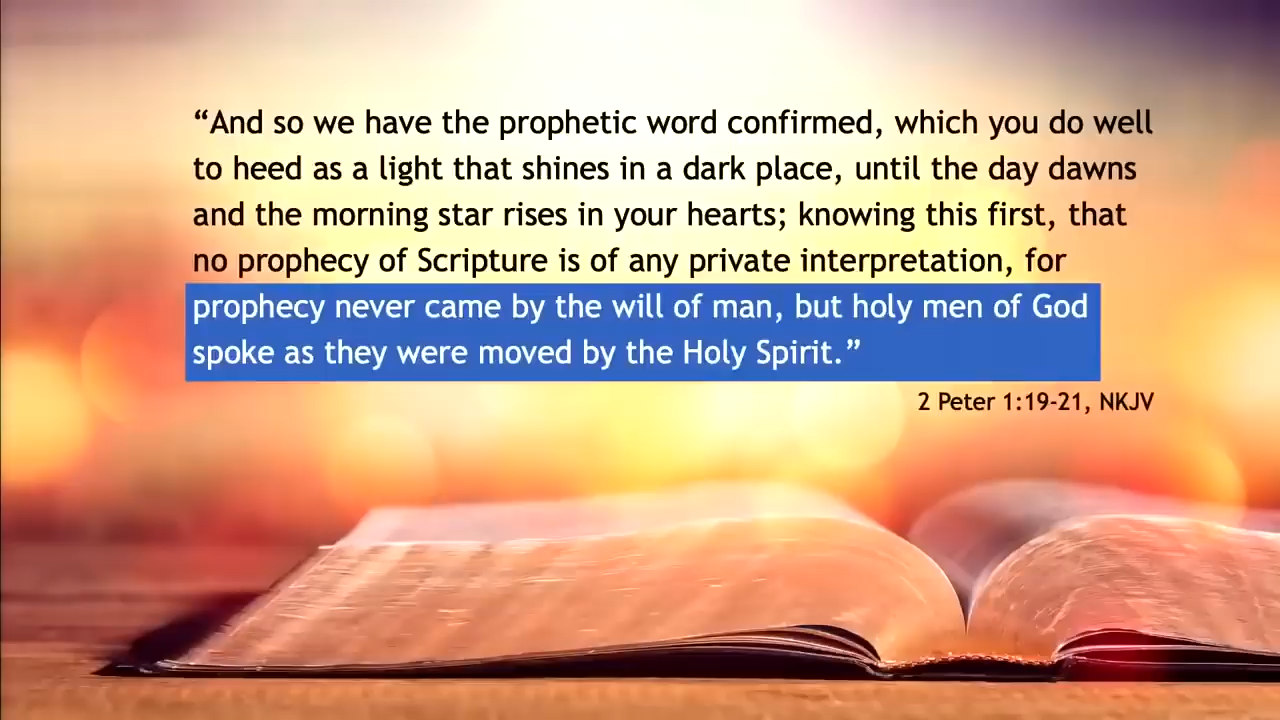 “And so we have the prophetic word confirmed, which you do well
to heed as a light that shines in a dark place, until the day dawns
and the morning star rises in your hearts; knowing this first, that
no prophecy of Scripture is of any private interpretation, for
prophecy never came by the will of man, but holy men of God
spoke as they were moved by the Holy Spirit.”
2 Peter 1:19-21, NKJV